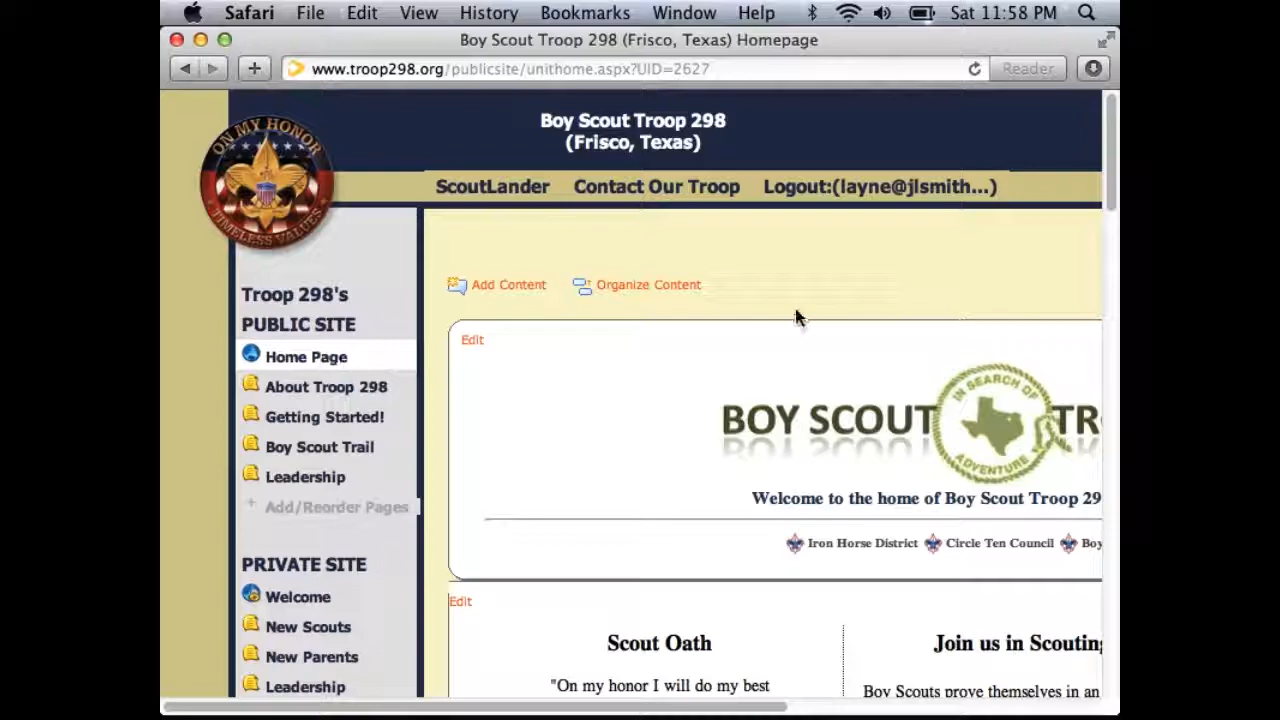 Safari File Edit View History Bookmarks Window Help Sat 11:58 PM
Boy Scout Troop 298 (Frisco, Texas) Homepage
www.troop298.org/publicsite/unithome.aspx?UID=2627 Reader
ON MY HONOR
TIMELESS VALUES
Boy Scout Troop 298
(Frisco, Texas)
ScoutLander Contact Our Troop Logout:(layne@jlsmith...)
Troop 298's
PUBLIC SITE
Home Page
About Troop 298
Getting Started!
Boy Scout Trail
Leadership
Add/Reorder Pages
PRIVATE SITE
Welcome
New Scouts
New Parents
Leadership
Add Content Organize Content
Edit
BOY SCOUT TR
IN SEARCH OF
ADVENTURE
Welcome to the home of Boy Scout Troop 29
Iron Horse District Circle Ten Council Boy
Edit
Scout Oath
"On my honor I will do my best
Join us in Scouting
Boy Scouts prove themselves in an